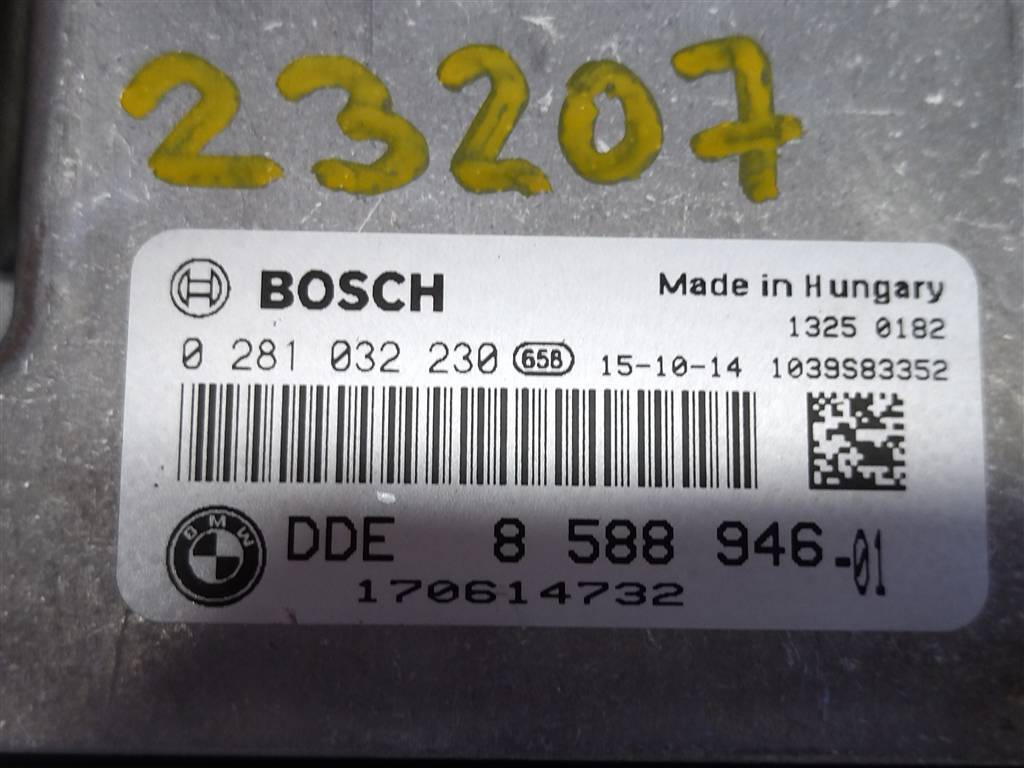 23207
BOSCH
Made in Hungary
1325 0182
0 281 032 230 658 15-10-14 1039S83352
BMW DDE 8 588 946-01
170614732